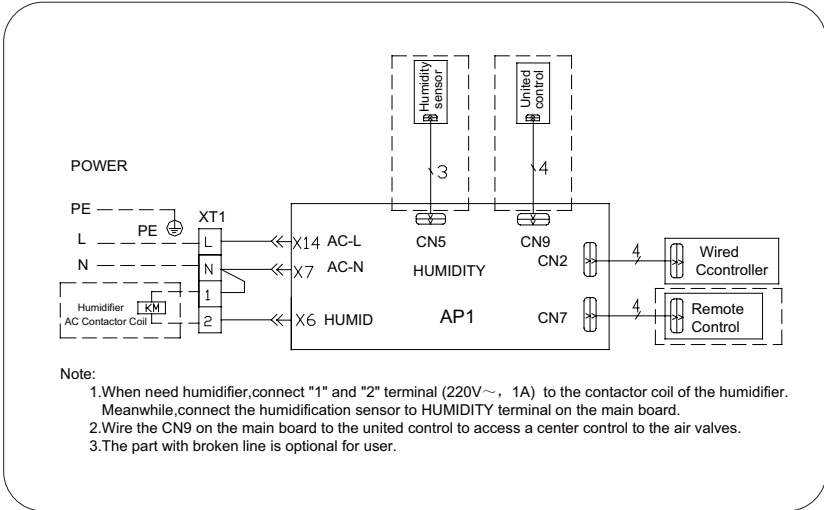 Humidity
sensor
United
control
3
4
POWER
PE
PE
XT1
L
L
X14 AC-L
CN5
CN9
N
N
X7 AC-N
HUMIDITY
CN2
4
Wired
Ccontroller
1
Humidifier
KM
AC Contactor Coil
2
X6 HUMID
AP1
CN7
4
Remote
Control
Note:
1.When need humidifier,connect "1" and "2" terminal (220V～, 1A) to the contactor coil of the humidifier.
Meanwhile,connect the humidification sensor to HUMIDITY terminal on the main board.
2.Wire the CN9 on the main board to the united control to access a center control to the air valves.
3.The part with broken line is optional for user.